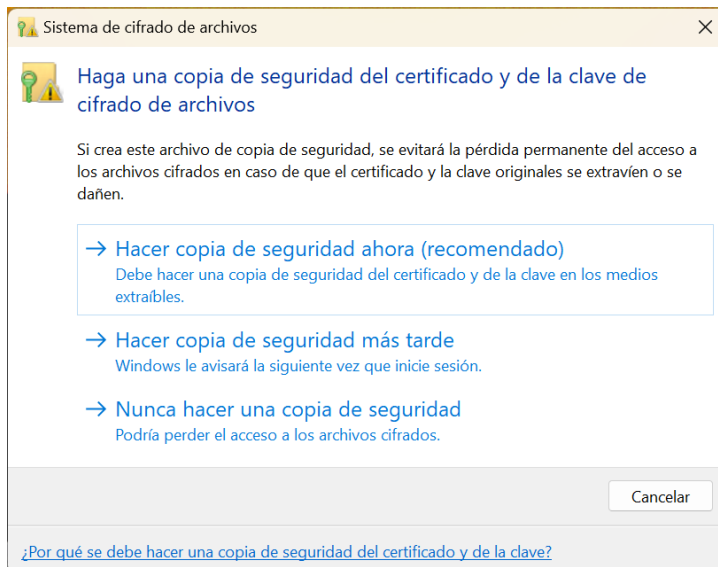 Sistema de cifrado de archivos
Haga una copia de seguridad del certificado y de la clave de
cifrado de archivos
Si crea este archivo de copia de seguridad, se evitará la pérdida permanente del acceso a
los archivos cifrados en caso de que el certificado y la clave originales se extravíen o se
dañen.
Hacer copia de seguridad ahora (recomendado)
Debe hacer una copia de seguridad del certificado y de la clave en los medios
extraíbles.
Hacer copia de seguridad más tarde
Windows le avisará la siguiente vez que inicie sesión.
Nunca hacer una copia de seguridad
Podría perder el acceso a los archivos cifrados.
Cancelar
¿Por qué se debe hacer una copia de seguridad del certificado y de la clave?